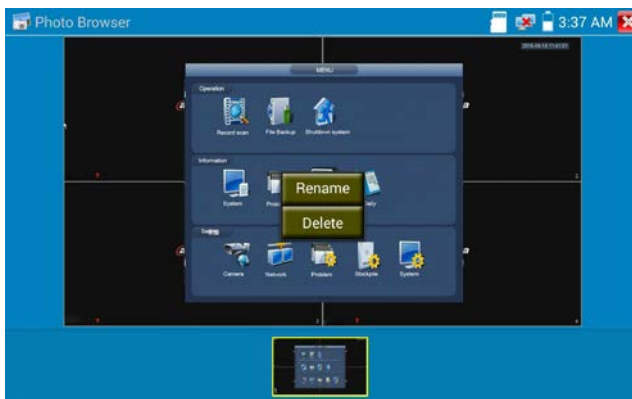 Photo Browser
3:37 AM
MENU
Operation
Record scan
File Backup
Shutdown system
Information
System
Rename
Delete
Camera
Network
Problem
Stockpile
System